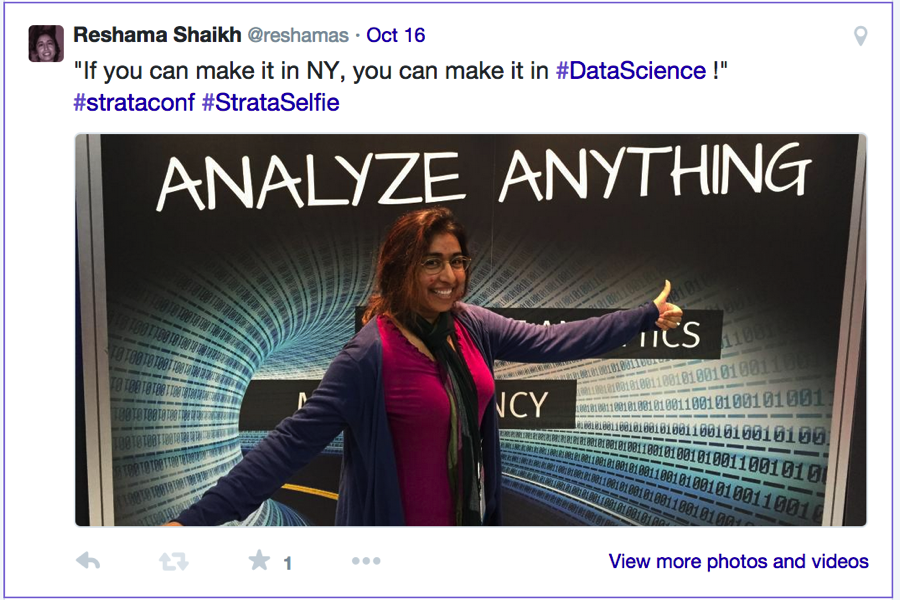 Reshama Shaikh @reshamas · Oct 16
"If you can make it in NY, you can make it in #DataScience !"
#strataconf #StrataSelfie
ANALYZE ANYTHING
1
View more photos and videos